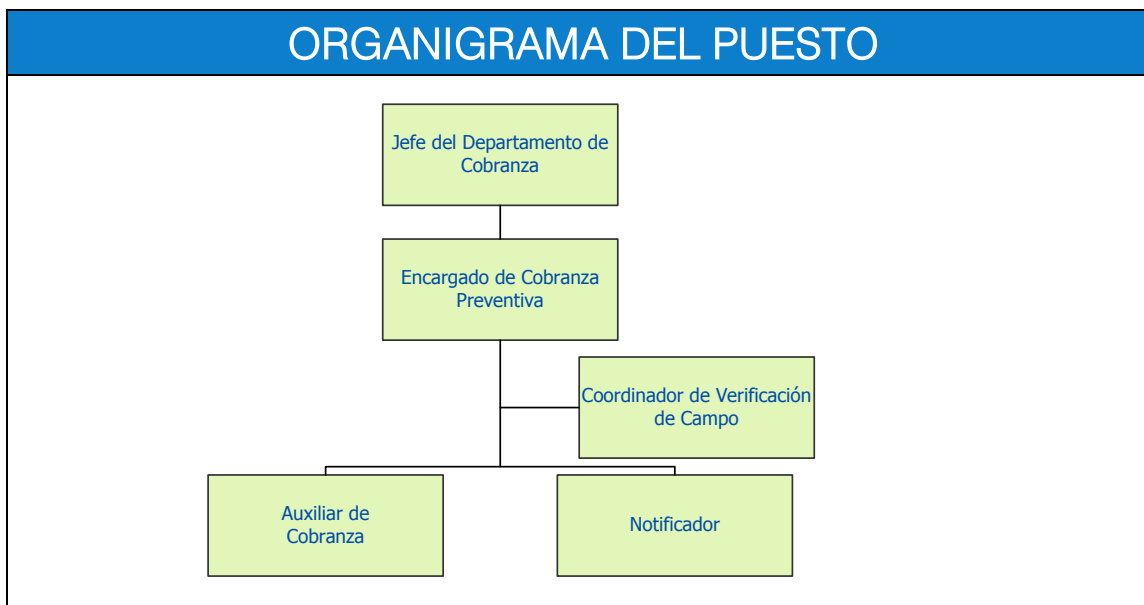 ORGANIGRAMA DEL PUESTO
Jefe del Departamento de
Cobranza
Encargado de Cobranza
Preventiva
Coordinador de Verificación
de Campo
Auxiliar de
Cobranza
Notificador